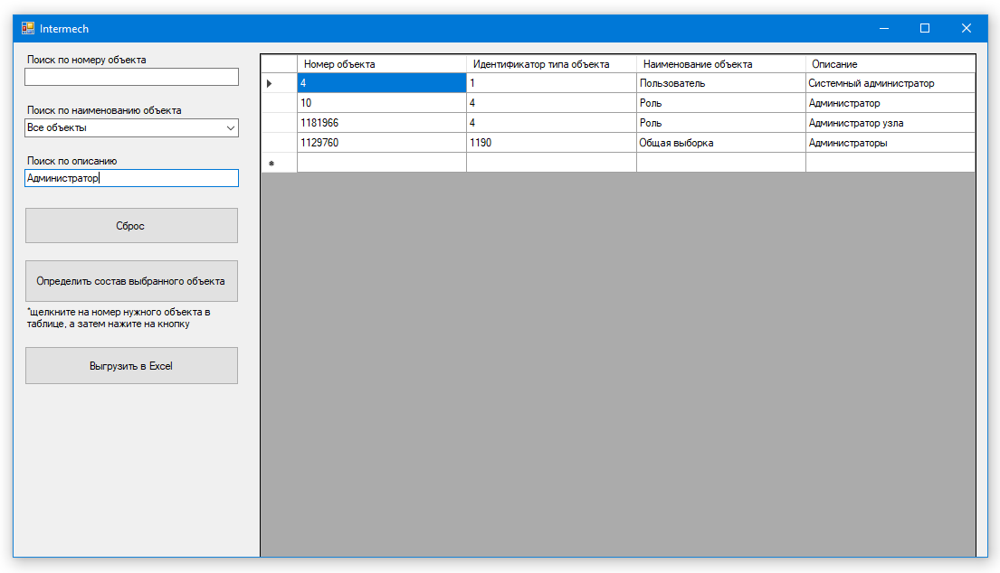 Intermech
Поиск по номеру объекта
Поиск по наименованию объекта
Все объекты
Поиск по описанию
Администратор
Сброс
Определить состав выбранного объекта
*щелкните на номер нужного объекта в
таблице, а затем нажите на кнопку
Выгрузить в Excel
Номер объекта Идентификатор типа объекта Наименование объекта Описание
4 1 Пользователь Системный администратор
10 4 Роль Администратор
1181966 4 Роль Администратор узла
1129760 1190 Общая выборка Администраторы